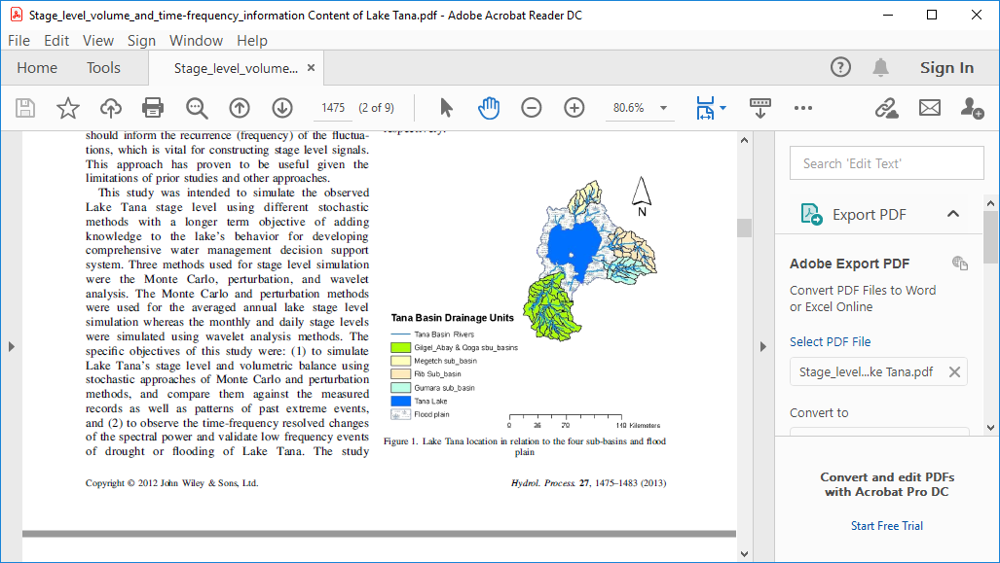 Stage_level_volume_and_time-frequency_information Content of Lake Tana.pdf - Adobe Acrobat Reader DC
File Edit View Sign Window Help
Home Tools Stage_level_volume... × Sign In
1475 (2 of 9) 80.6%
should inform the recurrence (frequency) of the fluctua-
tions, which is vital for constructing stage level signals.
This approach has proven to be useful given the
limitations of prior studies and other approaches.
This study was intended to simulate the observed
Lake Tana stage level using different stochastic
methods with a longer term objective of adding
knowledge to the lake's behavior for developing
comprehensive water management decision support
system. Three methods used for stage level simulation
were the Monte Carlo, perturbation, and wavelet
analysis. The Monte Carlo and perturbation methods
were used for the averaged annual lake stage level
simulation whereas the monthly and daily stage levels
were simulated using wavelet analysis methods. The
specific objectives of this study were: (1) to simulate
Lake Tana's stage level and volumetric balance using
stochastic approaches of Monte Carlo and perturbation
methods, and compare them against the measured
records as well as patterns of past extreme events,
and (2) to observe the time-frequency resolved changes
of the spectral power and validate low frequency events
of drought or flooding of Lake Tana. The study
respectively.
N
Tana Basin Drainage Units
Tana Basin Rivers
Gilgel_Abay & Qoga sbu_basins
Megetch sub_basin
Rib Sub_basin
Gumara sub_basin
Tana Lake
Flood plain
0 35 70 140 Kilometers
Figure 1. Lake Tana location in relation to the four sub-basins and flood
plain
Copyright © 2012 John Wiley & Sons, Ltd.
Hydrol. Process. 27, 1475–1483 (2013)
Search 'Edit Text'
Export PDF
Adobe Export PDF
Convert PDF Files to Word
or Excel Online
Select PDF File
Stage_level...ke Tana.pdf
Convert to
Convert and edit PDFs
with Acrobat Pro DC
Start Free Trial